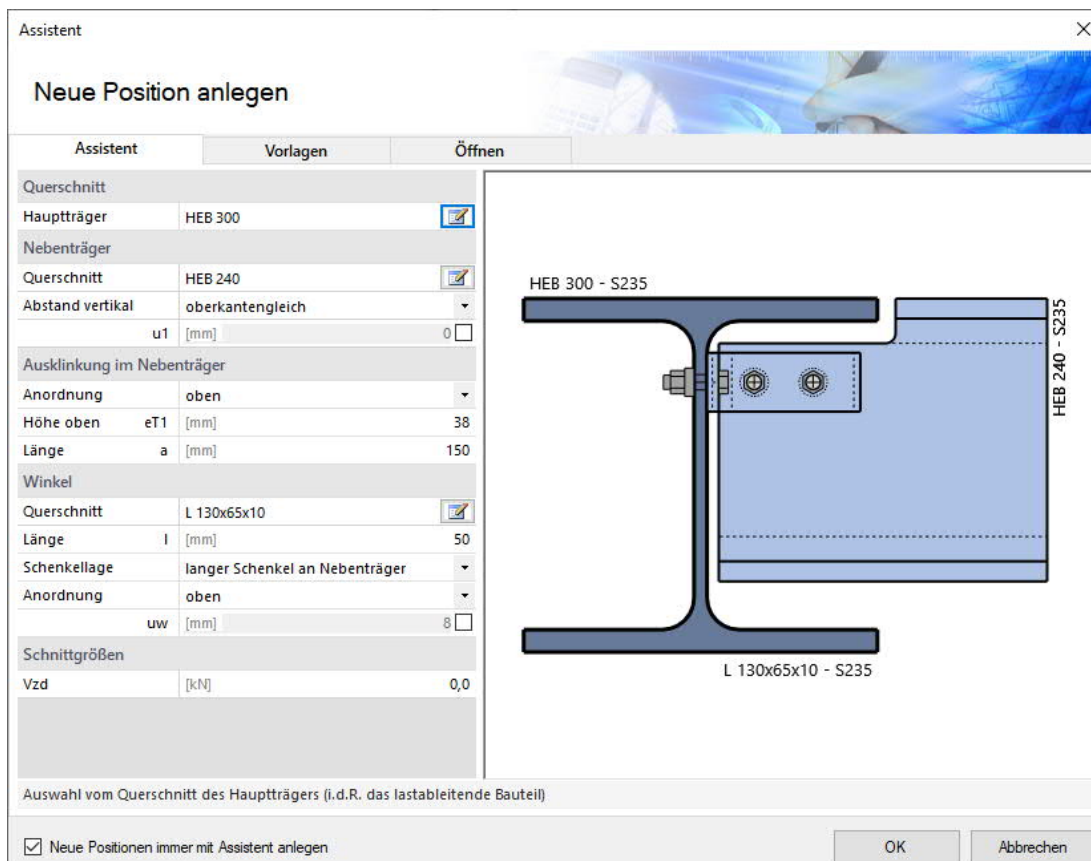 Assistent
Neue Position anlegen
Assistent Vorlagen Öffnen
Querschnitt
Hauptträger HEB 300
Nebenträger
Querschnitt HEB 240
Abstand vertikal oberkantengleich
u1 [mm] 0
Ausklinkung im Nebenträger
Anordnung oben
Höhe oben eT1 [mm] 38
Länge a [mm] 150
Winkel
Querschnitt L 130x65x10
Länge l [mm] 50
Schenkellage langer Schenkel an Nebenträger
Anordnung oben
uw [mm] 8
Schnittgrößen
Vzd [kN] 0,0
HEB 300 - S235
HEB 240 - S235
L 130x65x10 - S235
Auswahl vom Querschnitt des Hauptträgers (i.d.R. das lastableitende Bauteil)
Neue Positionen immer mit Assistent anlegen
OK Abbrechen